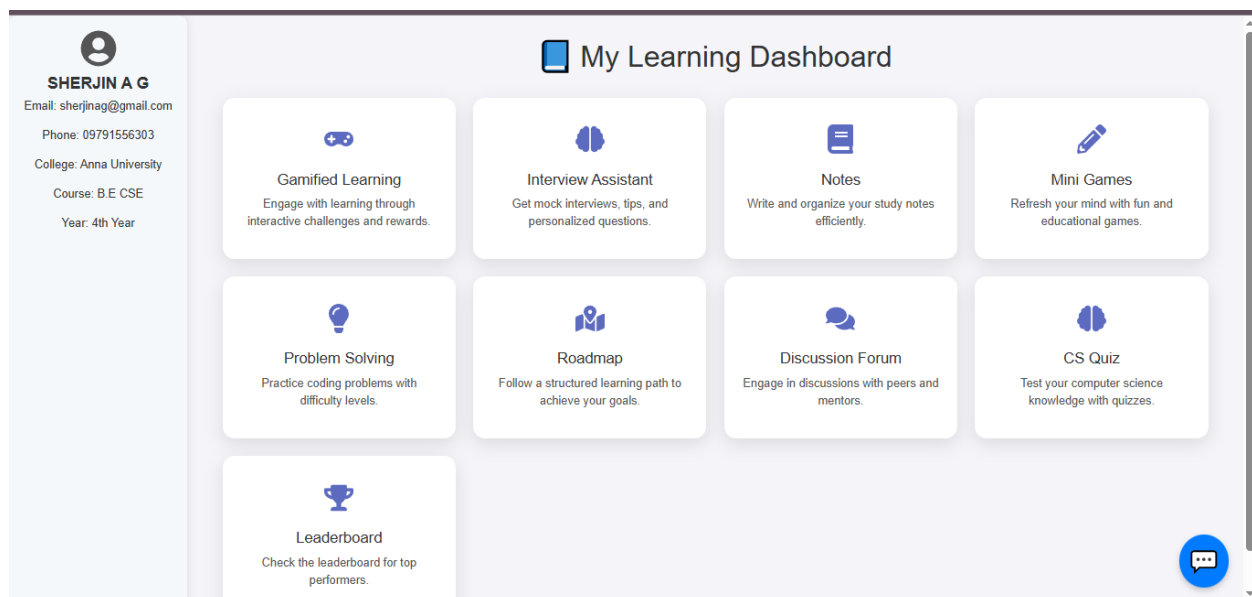 SHERJIN A G
Email: sherjinag@gmail.com
Phone: 09791556303
College: Anna University
Course: B.E CSE
Year: 4th Year
My Learning Dashboard
Gamified Learning
Engage with learning through
interactive challenges and rewards.
Interview Assistant
Get mock interviews, tips, and
personalized questions.
Notes
Write and organize your study notes
efficiently.
Mini Games
Refresh your mind with fun and
educational games.
Problem Solving
Practice coding problems with
difficulty levels.
Roadmap
Follow a structured learning path to
achieve your goals.
Discussion Forum
Engage in discussions with peers and
mentors.
CS Quiz
Test your computer science
knowledge with quizzes.
Leaderboard
Check the leaderboard for top
performers.